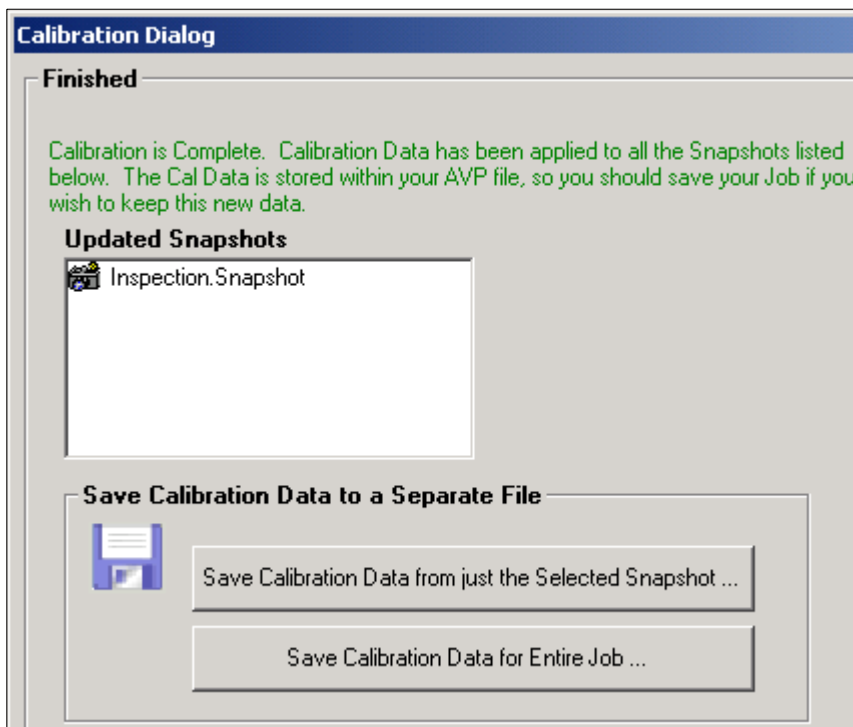 Calibration Dialog
Finished
Calibration is Complete.  Calibration Data has been applied to all the Snapshots listed
below.  The Cal Data is stored within your AVP file, so you should save your Job if you
wish to keep this new data.
Updated Snapshots
Inspection.Snapshot
Save Calibration Data to a Separate File
Save Calibration Data from just the Selected Snapshot ...
Save Calibration Data for Entire Job ...